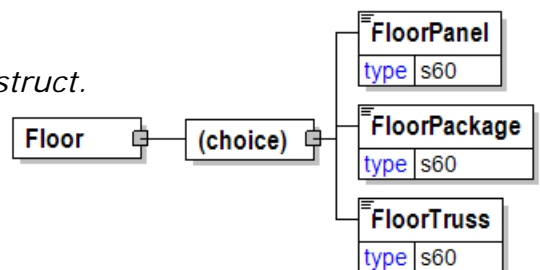 FloorPanel
type s60
struct.
FloorPackage
Floor
(choice)
type s60
FloorTruss
type s60